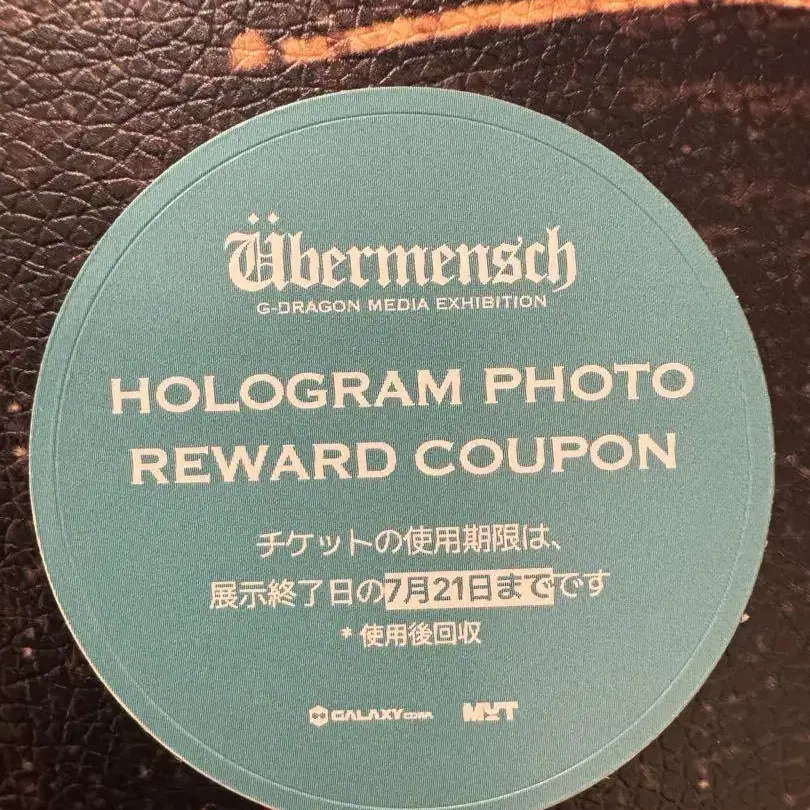 Übermensch
G-DRAGON MEDIA EXHIBITION
HOLOGRAM PHOTO
REWARD COUPON
チケットの使用期限は、
展示終了日の7月21日までです
* 使用後回収
GALAXY CORP. MYT